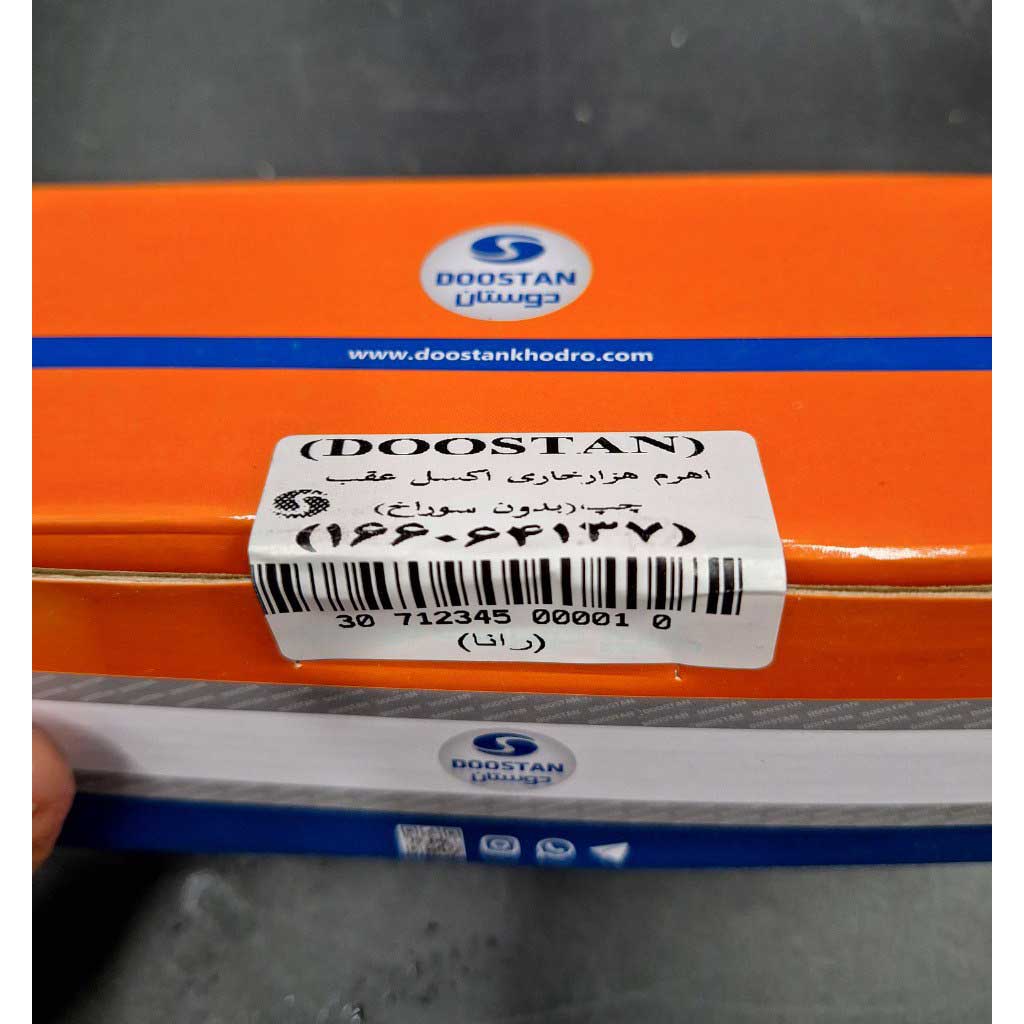 DOOSTAN
دوستان
www.doostankhodro.com
(DOOSTAN)
اهرم هزارخاری اکسل عقب
چپ(بدون سوراخ)
(۱۶۶۰۶۴۱۳۷)
30 712345 00001 0
(رانا)
DOOSTAN
دوستان